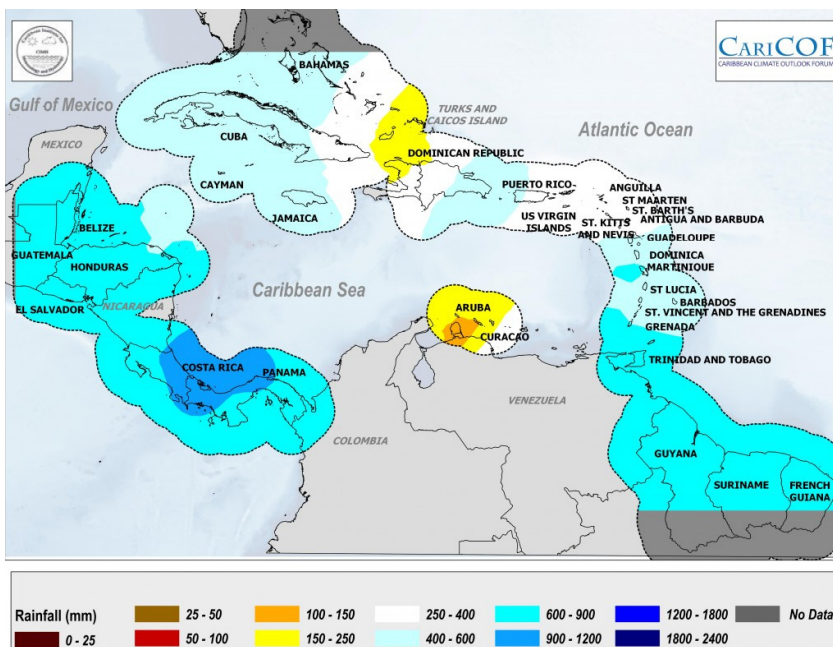 CARICOF
CARIBBEAN CLIMATE OUTLOOK FORUM
BAHAMAS
Gulf of Mexico
TURKS AND
CAICOS ISLAND
Atlantic Ocean
MEXICO
CUBA
DOMINICAN REPUBLIC
CAYMAN
PUERTO RICO
ANGUILLA
ST MAARTEN
ST. BARTH'S
JAMAICA
US VIRGIN
ISLANDS
ST. KITTS
AND NEVIS
ANTIGUA AND BARBUDA
BELIZE
GUADELOUPE
GUATEMALA
DOMINICA
HONDURAS
MARTINIQUE
Caribbean Sea
ST LUCIA
BARBADOS
EL SALVADOR
NICARAGUA
ARUBA
ST. VINCENT AND THE GRENADINES
GRENADA
CURACAO
COSTA RICA
PANAMA
TRINIDAD AND TOBAGO
VENEZUELA
COLOMBIA
GUYANA
SURINAME
FRENCH
GUIANA
Rainfall (mm)
0 - 25
25 - 50
50 - 100
100 - 150
150 - 250
250 - 400
400 - 600
600 - 900
900 - 1200
1200 - 1800
1800 - 2400
No Data